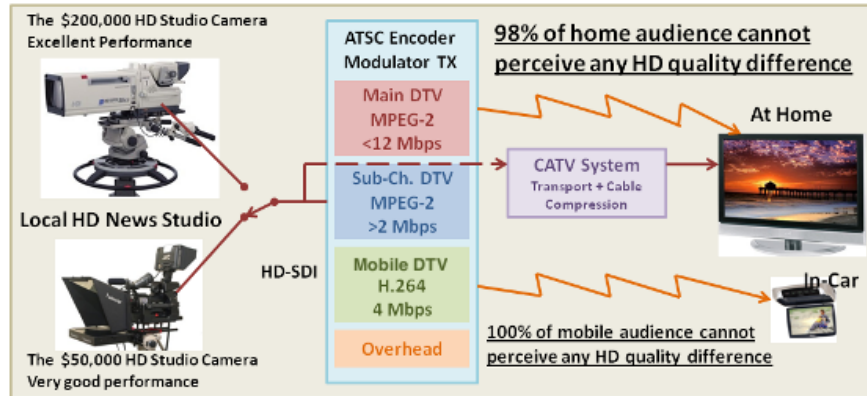 The $200,000 HD Studio Camera
Excellent Performance
ATSC Encoder
Modulator TX
98% of home audience cannot
perceive any HD quality difference
Main DTV
MPEG-2
<12 Mbps
At Home
CATV System
Transport + Cable
Compression
Sub-Ch. DTV
MPEG-2
>2 Mbps
Local HD News Studio
HD-SDI
Mobile DTV
H.264
4 Mbps
In-Car
Overhead
100% of mobile audience cannot
perceive any HD quality difference
The $50,000 HD Studio Camera
Very good performance